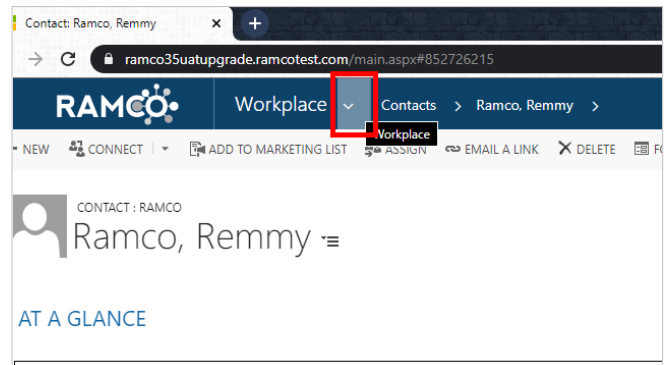 Contact: Ramco, Remmy
ramco35uatupgrade.ramcotest.com/main.aspx#852726215
RAMCO Workplace Contacts > Ramco, Remmy >
Workplace
NEW CONNECT ADD TO MARKETING LIST ASSIGN EMAIL A LINK DELETE
CONTACT : RAMCO
Ramco, Remmy
AT A GLANCE